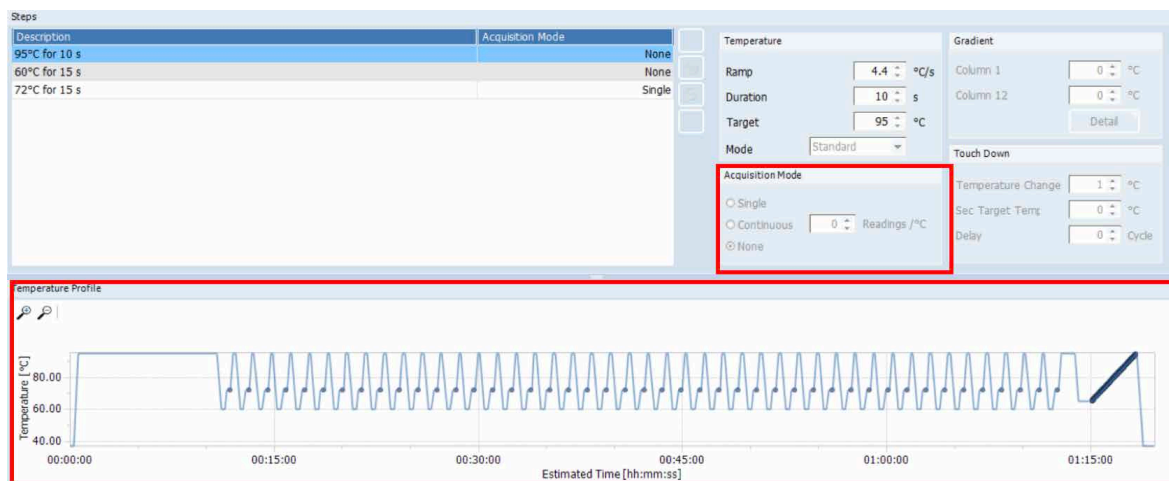 Steps
Description Acquisition Mode
95°C for 10 s None
60°C for 15 s None
72°C for 15 s Single
Temperature
Ramp 4.4 °C/s
Duration 10 s
Target 95 °C
Mode Standard
Acquisition Mode
Single
Continuous 0 Readings /°C
None
Gradient
Column 1 0 °C
Column 12 0 °C
Detail
Touch Down
Temperature Change 1 °C
Sec Target Temp 0 °C
Delay 0 Cycle
Temperature Profile
Temperature [°C]
80.00
60.00
40.00
00:00:00 00:15:00 00:30:00 00:45:00 01:00:00 01:15:00
Estimated Time [hh:mm:ss]